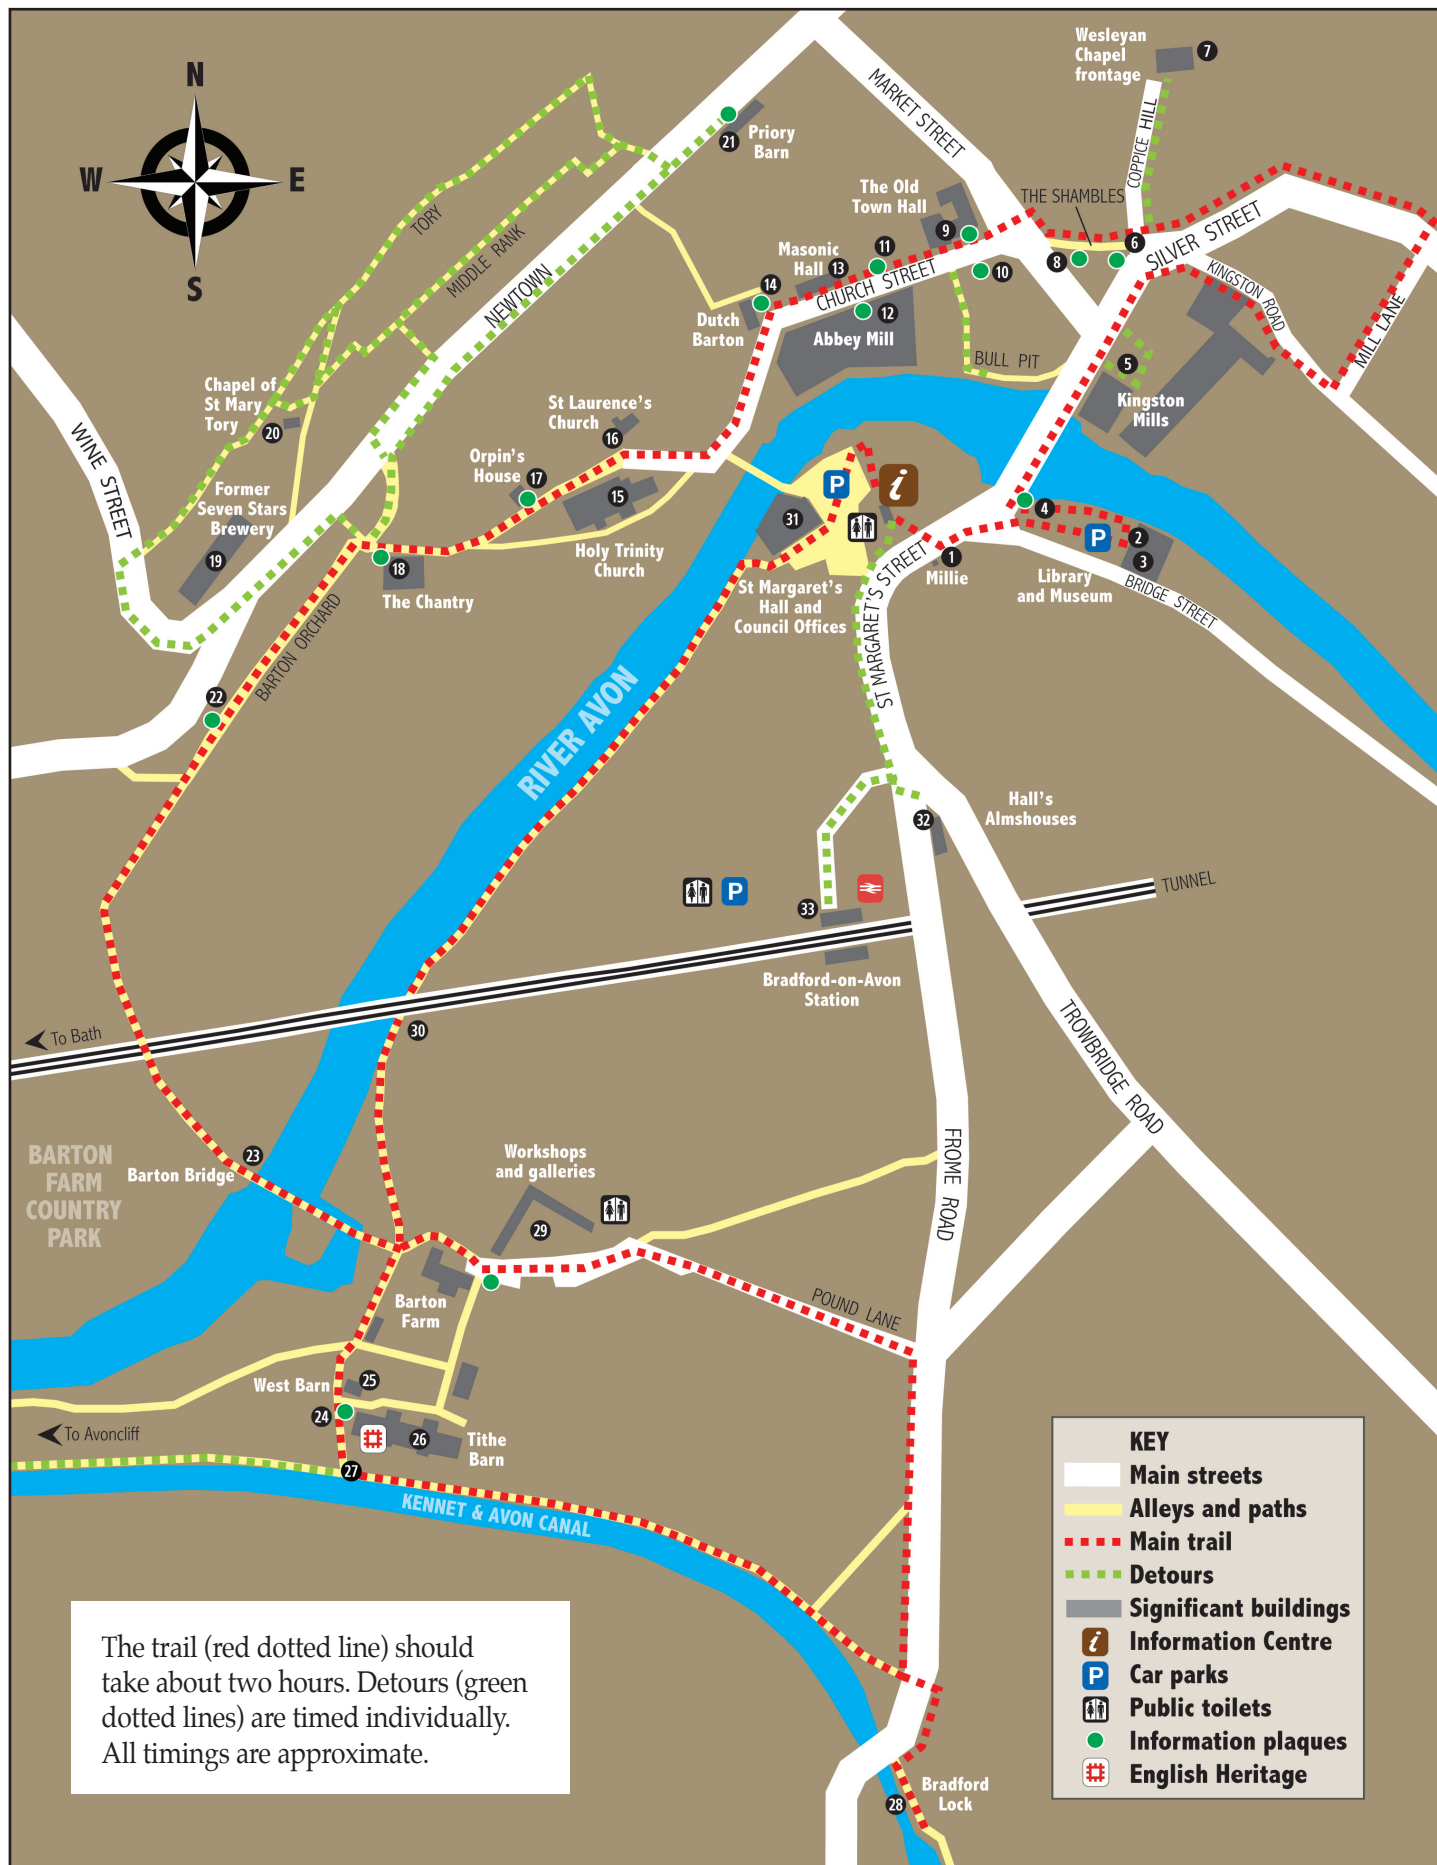 N
W
E
S
Wesleyan
Chapel
frontage
7
MARKET STREET
COPPICE HILL
21
Priory
Barn
The Old
Town Hall
THE SHAMBLES
TORY
MIDDLE RANK
NEWTOWN
9
6
8
SILVER STREET
KINGSTON ROAD
MILL LANE
11
10
Masonic
Hall
13
CHURCH STREET
14
12
Dutch
Barton
Abbey Mill
BULL PIT
5
Kingston
Mills
Chapel of
St Mary
Tory
20
St Laurence's
Church
16
WINE STREET
Orpin's
House
17
15
P
i
Former
Seven Stars
Brewery
19
31
4
P
2
3
Holy Trinity
Church
18
The Chantry
1
Millie
St Margaret's
Hall and
Council Offices
Library
and Museum
BRIDGE STREET
ST MARGARET'S STREET
BARTON ORCHARD
22
RIVER AVON
32
Hall's
Almshouses
P
33
TUNNEL
Bradford-on-Avon
Station
To Bath
30
TROWBRIDGE ROAD
FROME ROAD
BARTON
FARM
COUNTRY
PARK
23
Barton Bridge
Workshops
and galleries
29
Barton
Farm
POUND LANE
West Barn
25
24
26
Tithe
Barn
To Avoncliff
27
KENNET & AVON CANAL
28
Bradford
Lock
KEY
Main streets
Alleys and paths
Main trail
Detours
Significant buildings
i
Information Centre
P
Car parks
Public toilets
Information plaques
English Heritage
The trail (red dotted line) should
take about two hours. Detours (green
dotted lines) are timed individually.
All timings are approximate.